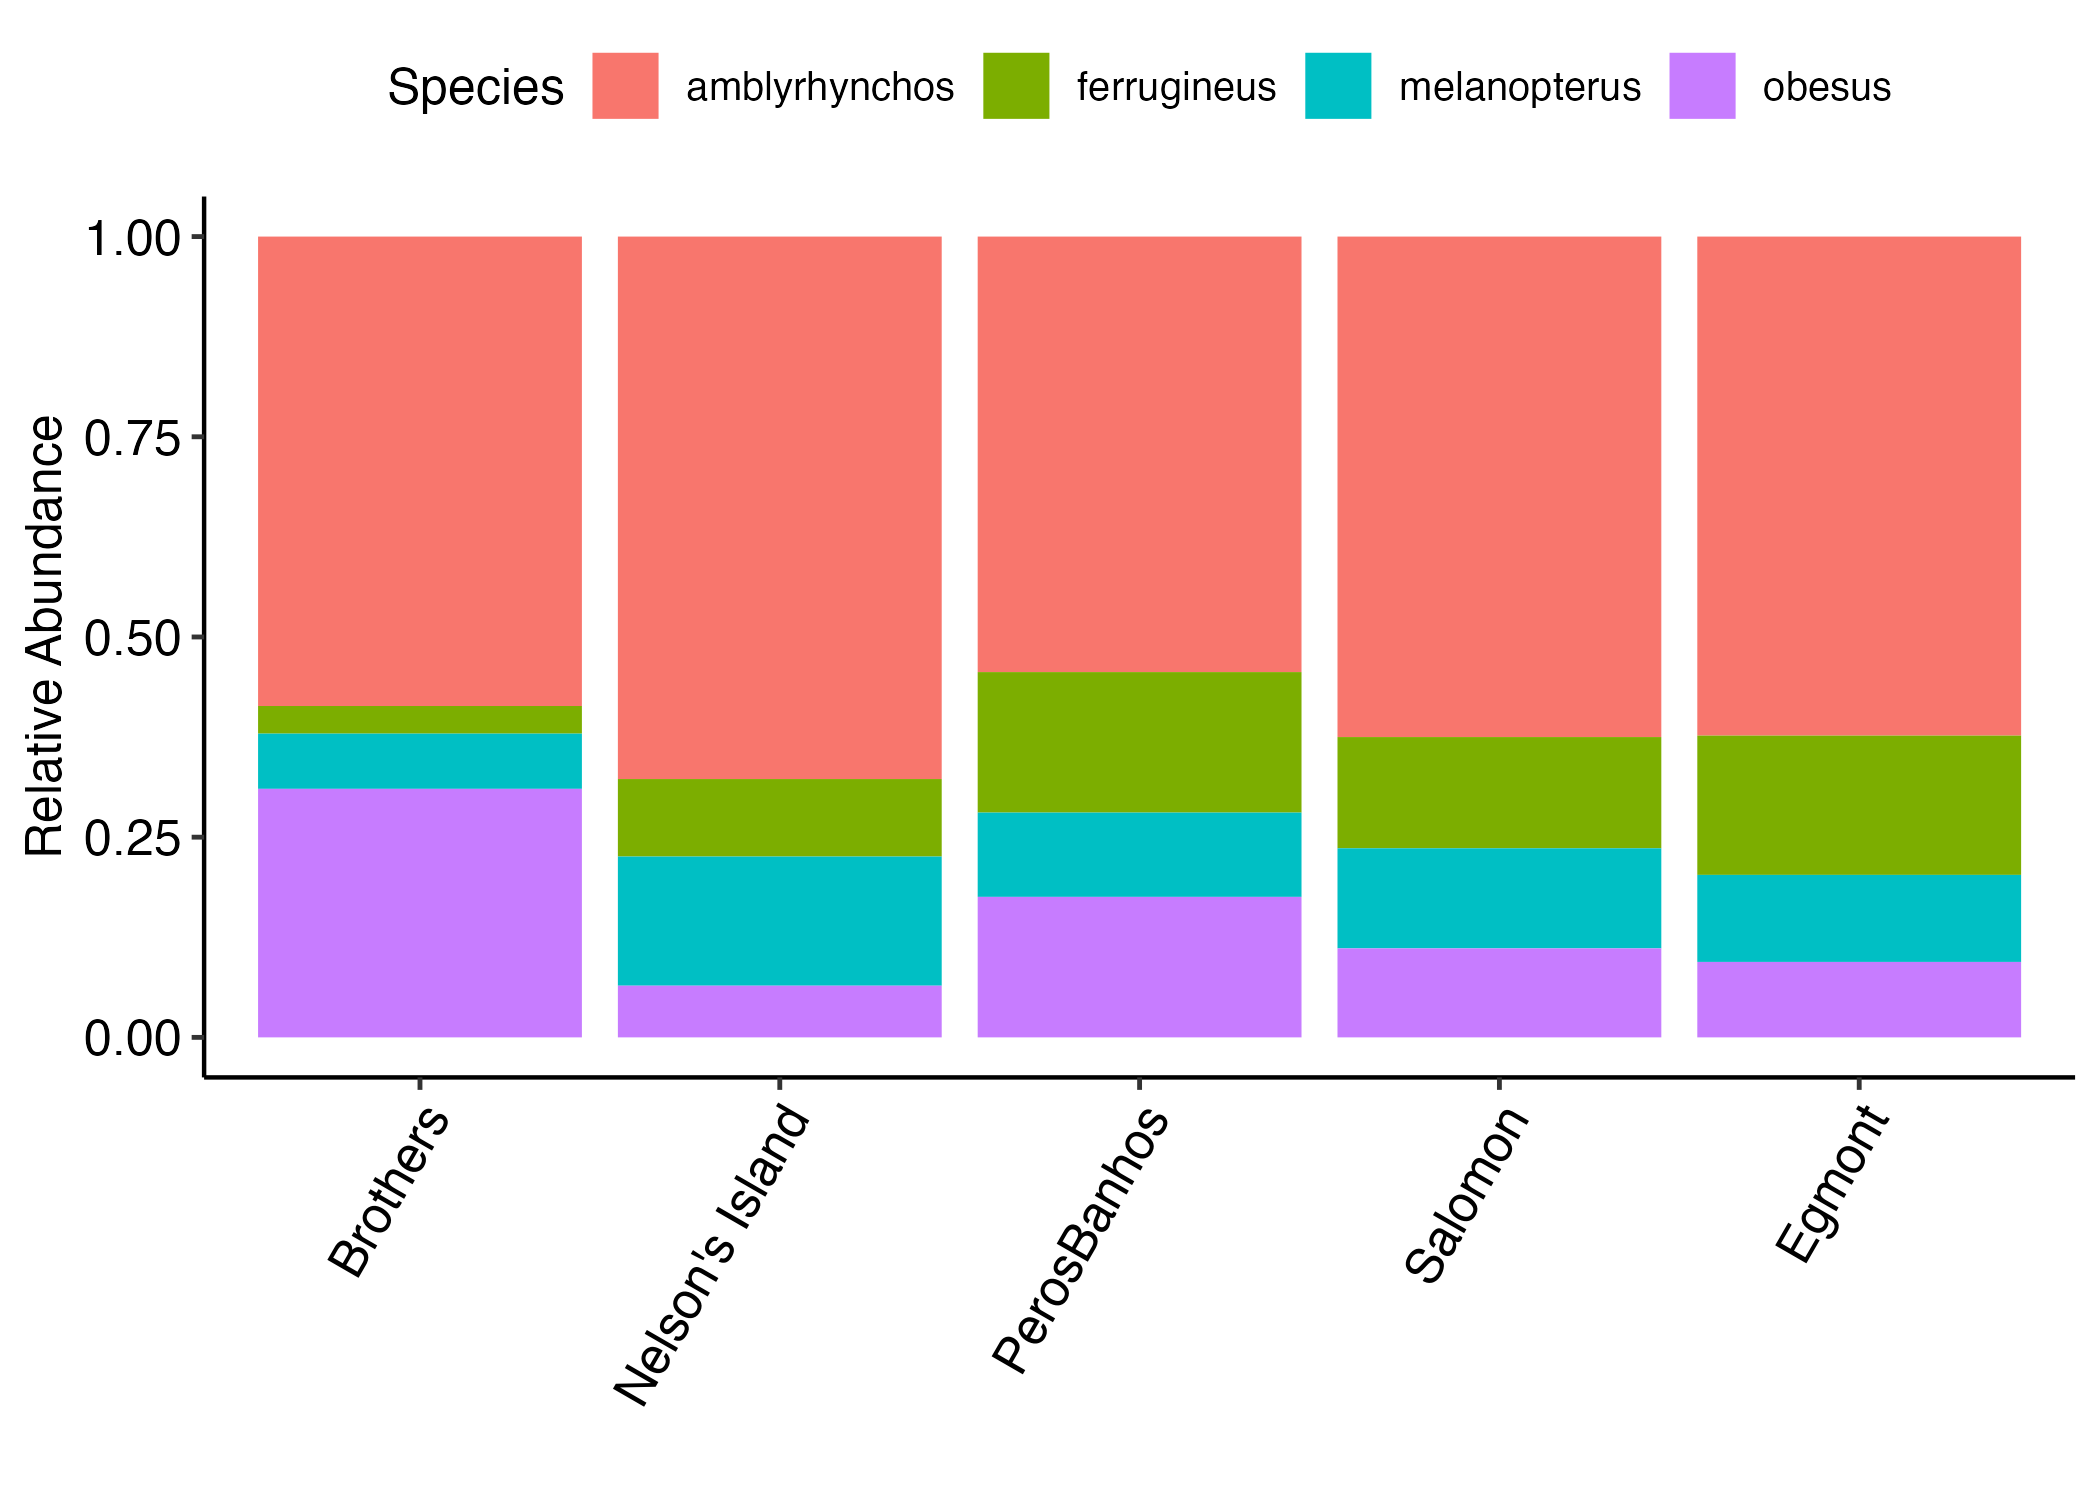 Species amblyrhynchos ferrugineus melanopterus obesus
Relative Abundance
1.00
0.75
0.50
0.25
0.00
Brothers
Nelson's Island
PerosBanhos
Salomon
Egmont